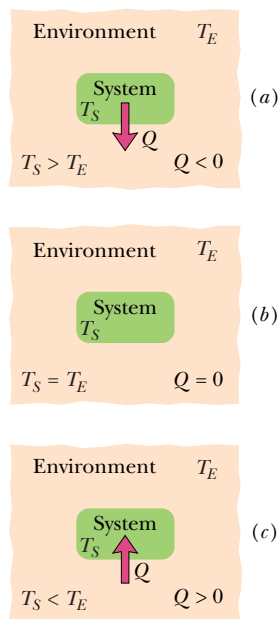 Environment T_E
System
T_S
Q
(a)
T_S > T_E Q < 0
Environment T_E
System
(b)
T_S
T_S = T_E Q = 0
Environment T_E
System
(c)
T_S
Q
T_S < T_E Q > 0